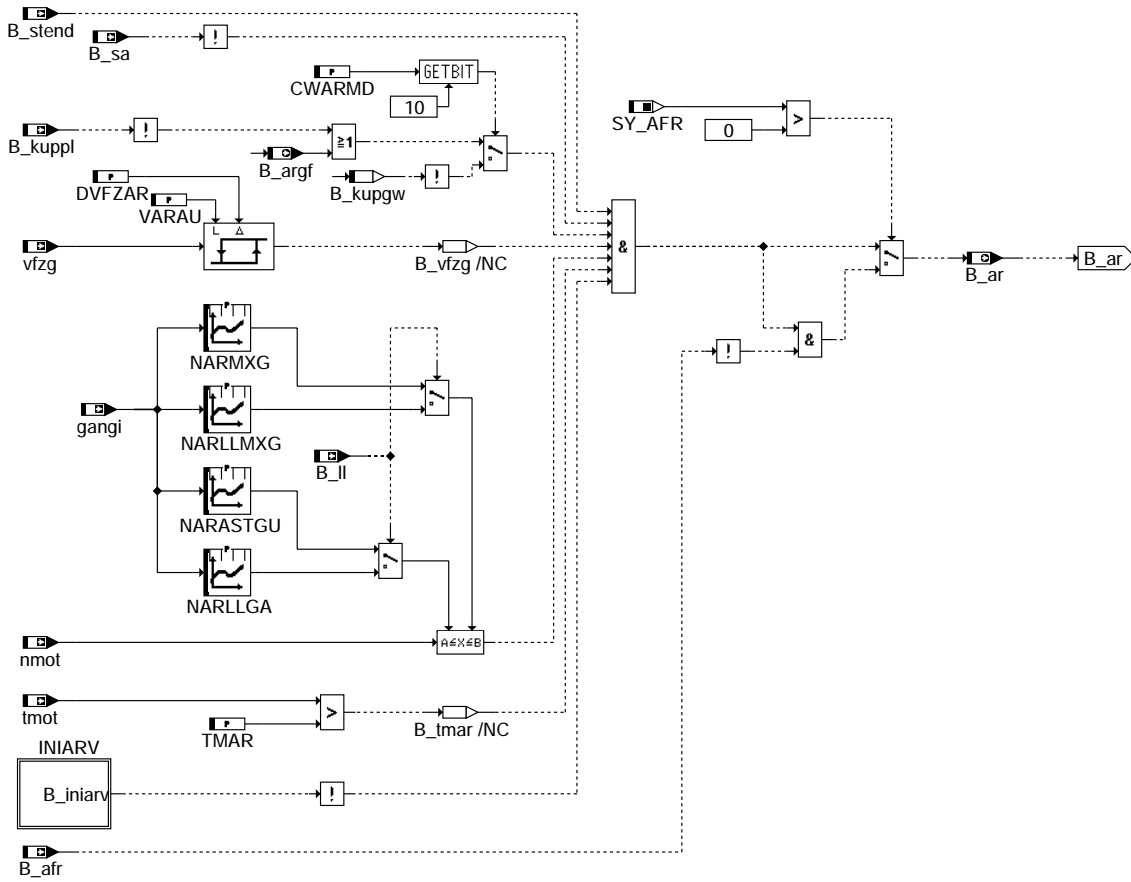 B_stend
B_sa
!
P
CWARMD
GETBIT
10
SY_AFR
0
>
B_kuppl
!
≧1
B_argf
B_kupgw
!
P
DVFZAR
P
VARAU
L Δ
vfzg
B_vfzg /NC
&
B_ar
B_ar
P
NARMXG
!
&
P
NARLLMXG
gangi
B_ll
P
NARASTGU
P
NARLLGA
nmot
A≤X≤B
tmot
P
TMAR
>
B_tmar /NC
INIARV
B_iniarv
!
B_afr